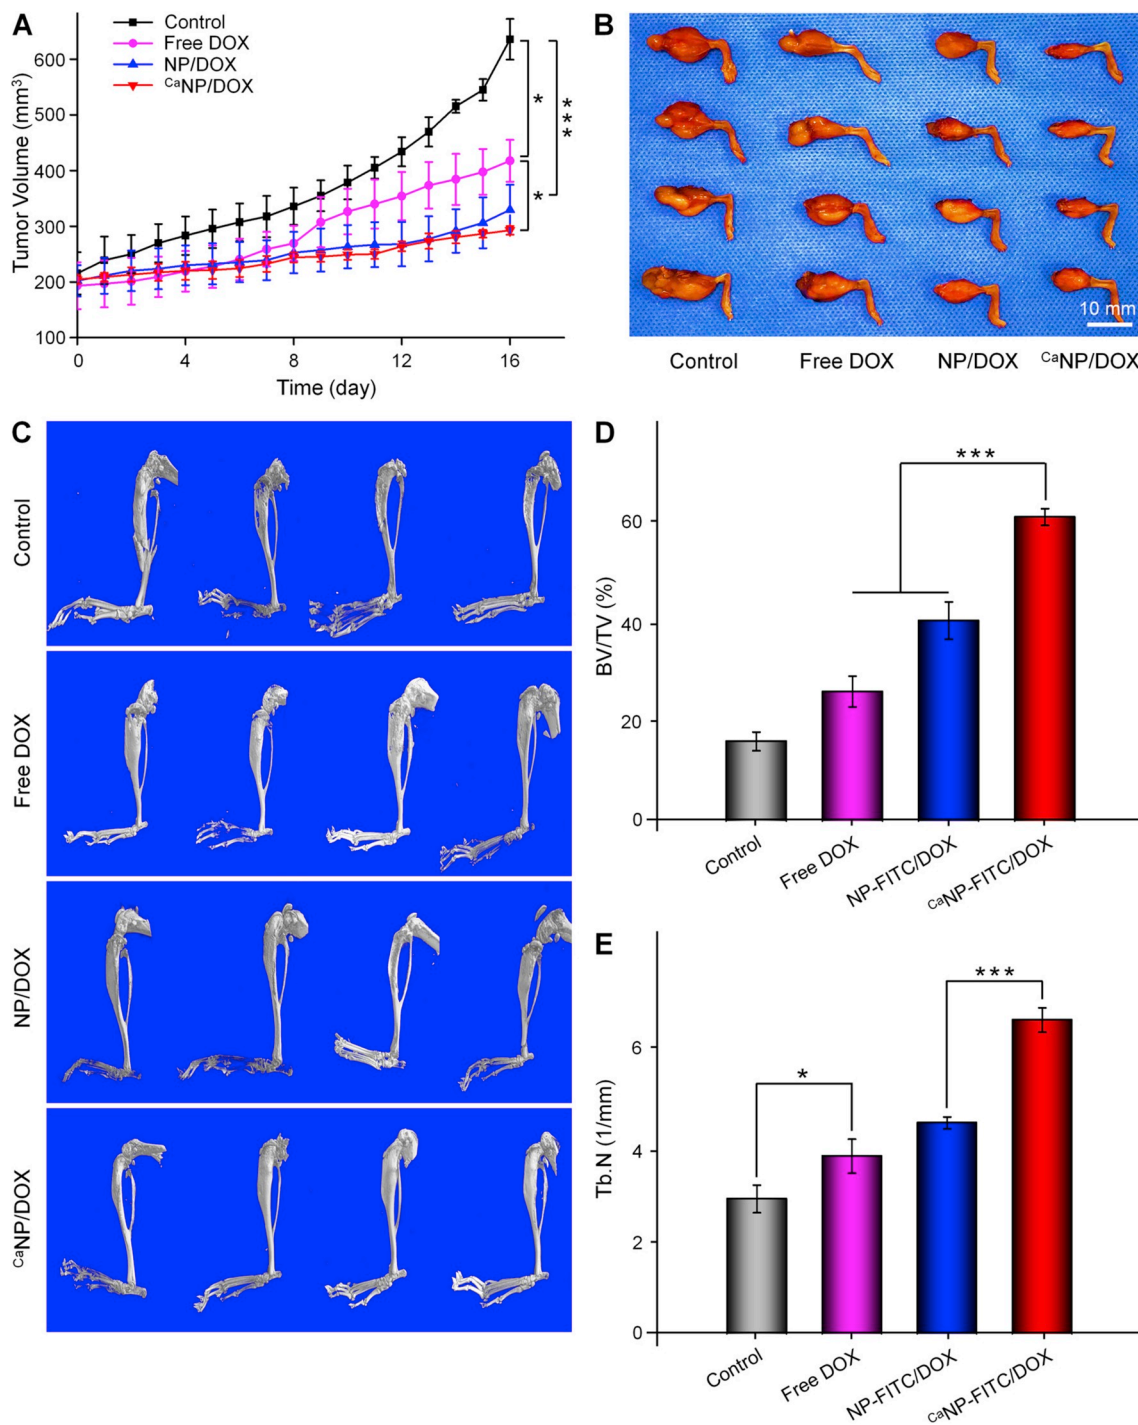 A
Control
Free DOX
NP/DOX
CaNP/DOX
Tumor Volume (mm3)
600
500
400
300
200
100
0
4
8
12
16
Time (day)
*
***
*
B
10 mm
Control
Free DOX
NP/DOX
CaNP/DOX
C
Control
Free DOX
NP/DOX
CaNP/DOX
D
***
BV/TV (%)
60
40
20
0
Control
Free DOX
NP-FITC/DOX
CaNP-FITC/DOX
E
***
*
Tb.N (1/mm)
6
4
2
0
Control
Free DOX
NP-FITC/DOX
CaNP-FITC/DOX